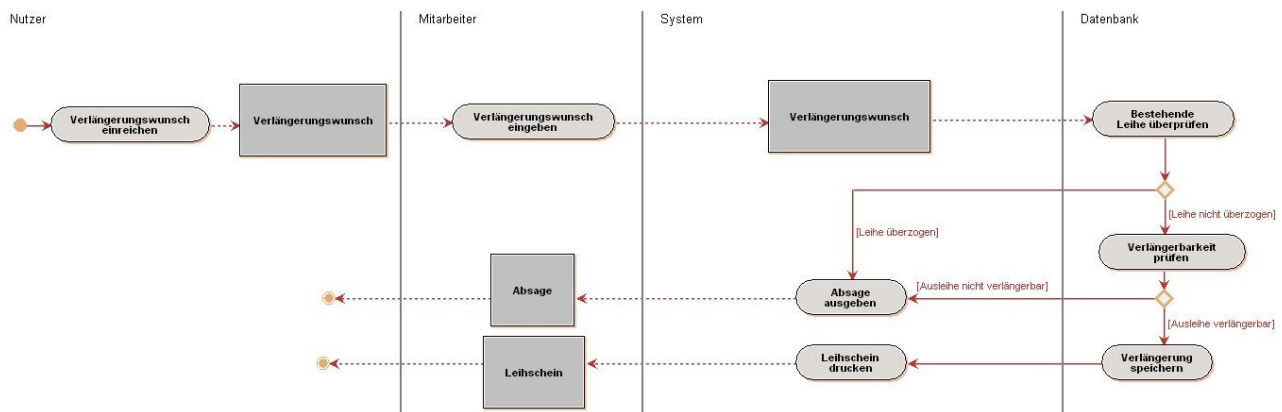 Nutzer
Mitarbeiter
System
Datenbank
Verlängerungswunsch
einreichen
Verlängerungswunsch
Verlängerungswunsch
eingeben
Verlängerungswunsch
Bestehende
Leihe überprüfen
[Leihe nicht überzogen]
[Leihe überzogen]
Verlängerbarkeit
prüfen
Absage
Absage
ausgeben
[Ausleihe nicht verlängerbar]
[Ausleihe verlängerbar]
Leihschein
Leihschein
drucken
Verlängerung
speichern